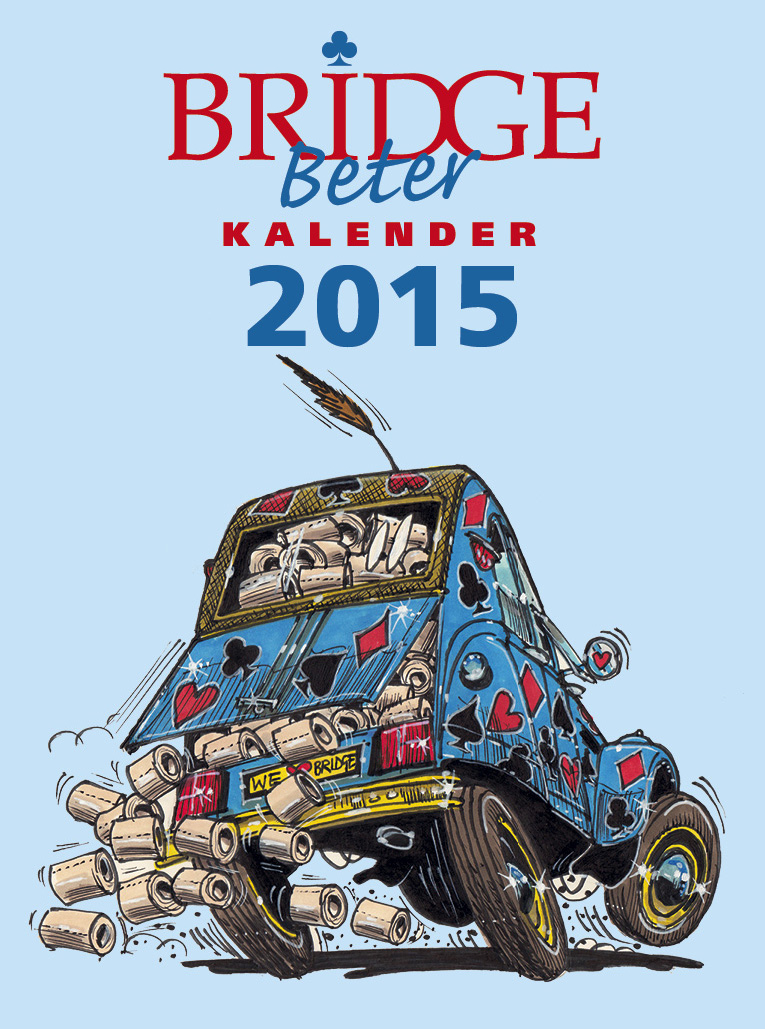 BRIDGE
Beter
KALENDER
2015
WE ♥ BRIDGE